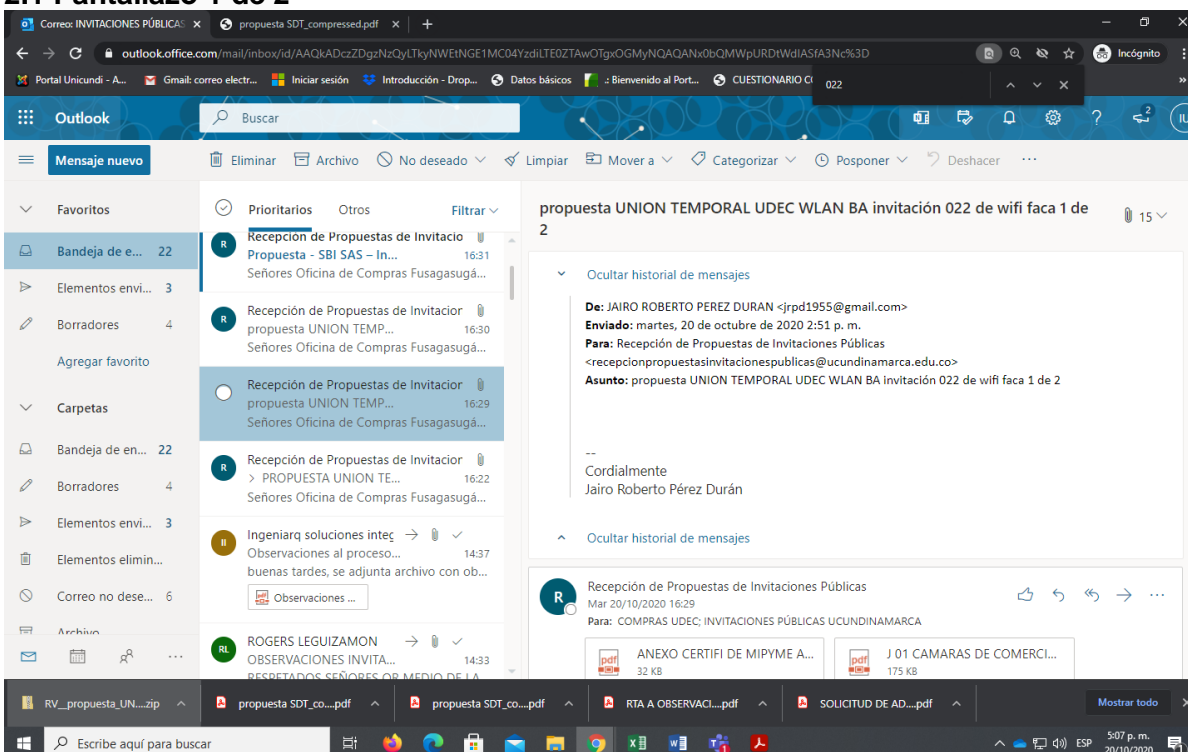 2.1 Pantallazo 1 de 2
Correo: INVITACIONES PÚBLICAS
propuesta SDT_compressed.pdf
outlook.office.com/mail/inbox/id/
Incógnito
Portal Unicundi - A...
Gmail: correo electr...
Iniciar sesión
Introducción - Drop...
Datos básicos
.: Bienvenido al Port...
CUESTIONARIO CO
022
Outlook
Buscar
2
IU
Mensaje nuevo
Eliminar
Archivo
No deseado
Limpiar
Mover a
Categorizar
Posponer
Deshacer
Favoritos
Bandeja de e... 22
Elementos envi... 3
Borradores 4
Agregar favorito
Carpetas
Bandeja de en... 22
Borradores 4
Elementos envi... 3
Elementos elimin...
Correo no dese... 6
Archivo
Prioritarios Otros Filtrar
R
Recepción de Propuestas de Invitacio
Propuesta - SBI SAS – In... 16:31
Señores Oficina de Compras Fusagasugá...
R
Recepción de Propuestas de Invitacior
propuesta UNION TEMP... 16:30
Señores Oficina de Compras Fusagasugá...
Recepción de Propuestas de Invitacior
propuesta UNION TEMP... 16:29
Señores Oficina de Compras Fusagasugá...
R
Recepción de Propuestas de Invitacior
> PROPUESTA UNION TE... 16:22
Señores Oficina de Compras Fusagasugá...
II
Ingeniarq soluciones integ
Observaciones al proceso... 14:37
buenas tardes, se adjunta archivo con ob...
Observaciones ...
RL
ROGERS LEGUIZAMON
OBSERVACIONES INVITA... 14:33
RESPETADOS SEÑORES OR MEDIO DE LA
propuesta UNION TEMPORAL UDEC WLAN BA invitación 022 de wifi faca 1 de
2
15
Ocultar historial de mensajes
De: JAIRO ROBERTO PEREZ DURAN <jrpd1955@gmail.com>
Enviado: martes, 20 de octubre de 2020 2:51 p. m.
Para: Recepción de Propuestas de Invitaciones Públicas
<recepcionpropuestasinvitacionespublicas@ucundinamarca.edu.co>
Asunto: propuesta UNION TEMPORAL UDEC WLAN BA invitación 022 de wifi faca 1 de 2
--
Cordialmente
Jairo Roberto Pérez Durán
Ocultar historial de mensajes
R
Recepción de Propuestas de Invitaciones Públicas
Mar 20/10/2020 16:29
Para: COMPRAS UDEC; INVITACIONES PÚBLICAS UCUNDINAMARCA
pdf
ANEXO CERTIFI DE MIPYME A...
32 KB
pdf
J 01 CAMARAS DE COMERCI...
175 KB
RV__propuesta_UN....zip
propuesta SDT_co....pdf
propuesta SDT_co....pdf
RTA A OBSERVACI....pdf
SOLICITUD DE AD....pdf
Mostrar todo
Escribe aquí para buscar
ESP
5:07 p. m.
20/10/2020